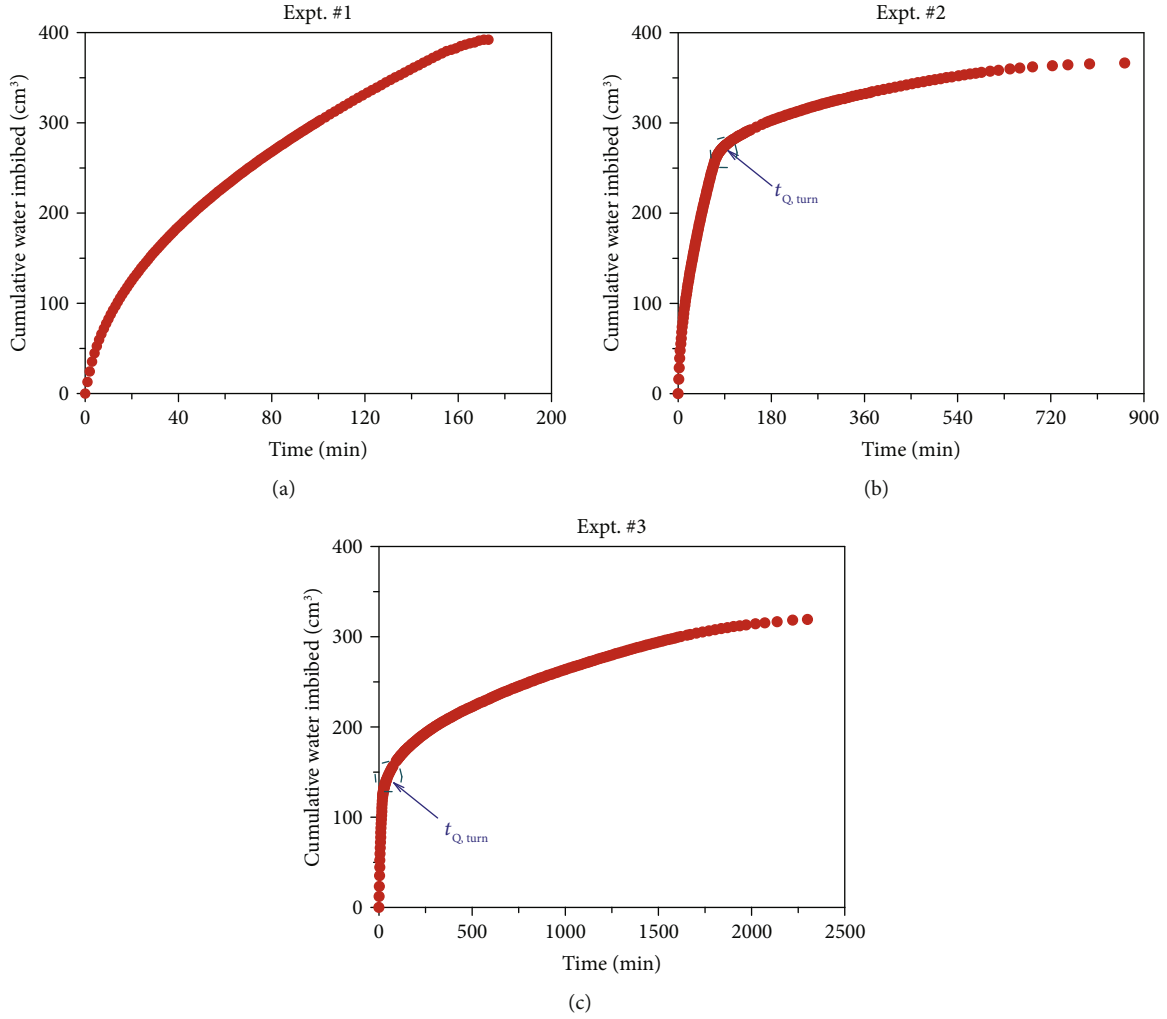 Expt. #1
Cumulative water imbibed (cm³)
400
300
200
100
0
0 40 80 120 160 200
Time (min)
(a)
Expt. #2
Cumulative water imbibed (cm³)
400
300
200
100
0
t Q, turn
0 180 360 540 720 900
Time (min)
(b)
Expt. #3
Cumulative water imbibed (cm³)
400
300
200
100
0
t Q, turn
0 500 1000 1500 2000 2500
Time (min)
(c)